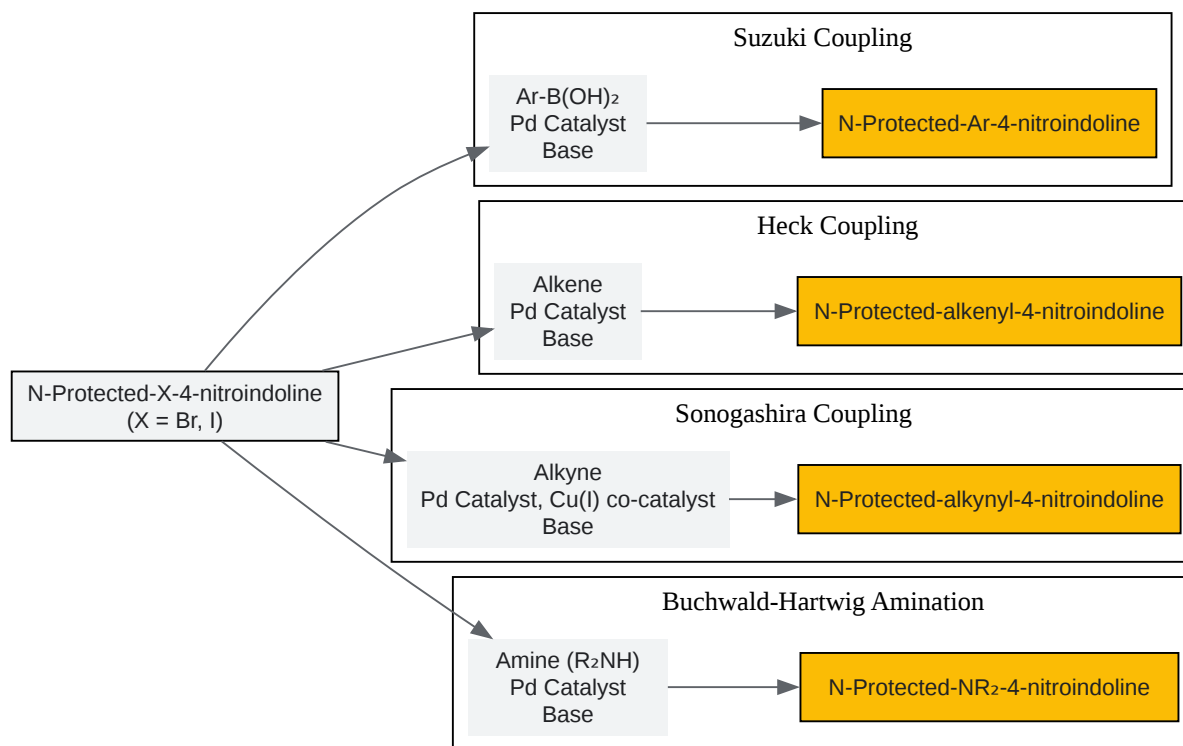 Suzuki Coupling
Ar-B(OH)₂
Pd Catalyst
Base
N-Protected-Ar-4-nitroindoline
Heck Coupling
Alkene
Pd Catalyst
Base
N-Protected-alkenyl-4-nitroindoline
N-Protected-X-4-nitroindoline
(X = Br, I)
Sonogashira Coupling
Alkyne
Pd Catalyst, Cu(I) co-catalyst
Base
N-Protected-alkynyl-4-nitroindoline
Buchwald-Hartwig Amination
Amine (R₂NH)
Pd Catalyst
Base
N-Protected-NR₂-4-nitroindoline